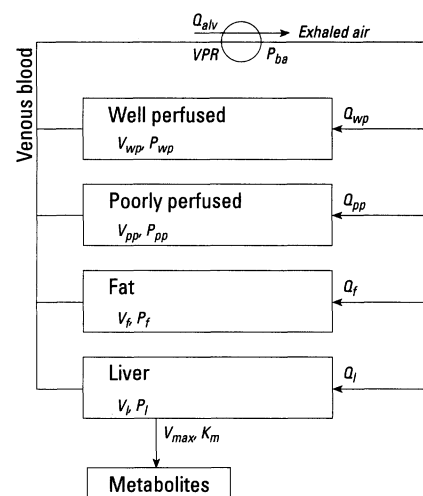 Q_alv
Exhaled air
VPR P_ba
Venous blood
Well perfused
V_wp, P_wp
Q_wp
Poorly perfused
V_pp, P_pp
Q_pp
Fat
V_f, P_f
Q_f
Liver
V_l, P_l
Q_l
V_max, K_m
Metabolites